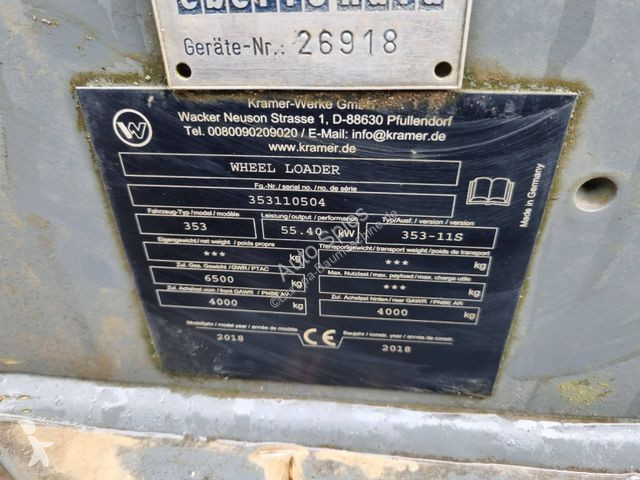 Geräte-Nr.: 26918
Kramer-Werke GmbH
Wacker Neuson Strasse 1, D-88630 Pfullendorf
Tel. 0080090209020 / E-Mail: info@kramer.de
www.kramer.de
WHEEL LOADER
Fg.-Nr./ serial no./ no. de série
353110504
Made in Germany
Fahrzeug-Typ / model / modèle
353
Leistung/output / performance
55.40 kW
Typ/Ausf. / version / version
353-11S
Eigengewicht / net weight / poids propre
*** kg
Transportgewicht / transport weight / poids de transport
*** kg
Zul. Ges. Gewicht / GWR / PTAC
6500 kg
Max. Nutzlast / max. payload / max. charge utile
*** kg
Zul. Achslast vorn / front GAWR / PNBE AV
4000 kg
Zul. Achslast hinten / rear GAWR / PNBE AR
4000 kg
Modelljahr / model year / année de modèle
2018
CE
Baujahr / constr. year / année de constr.
2018